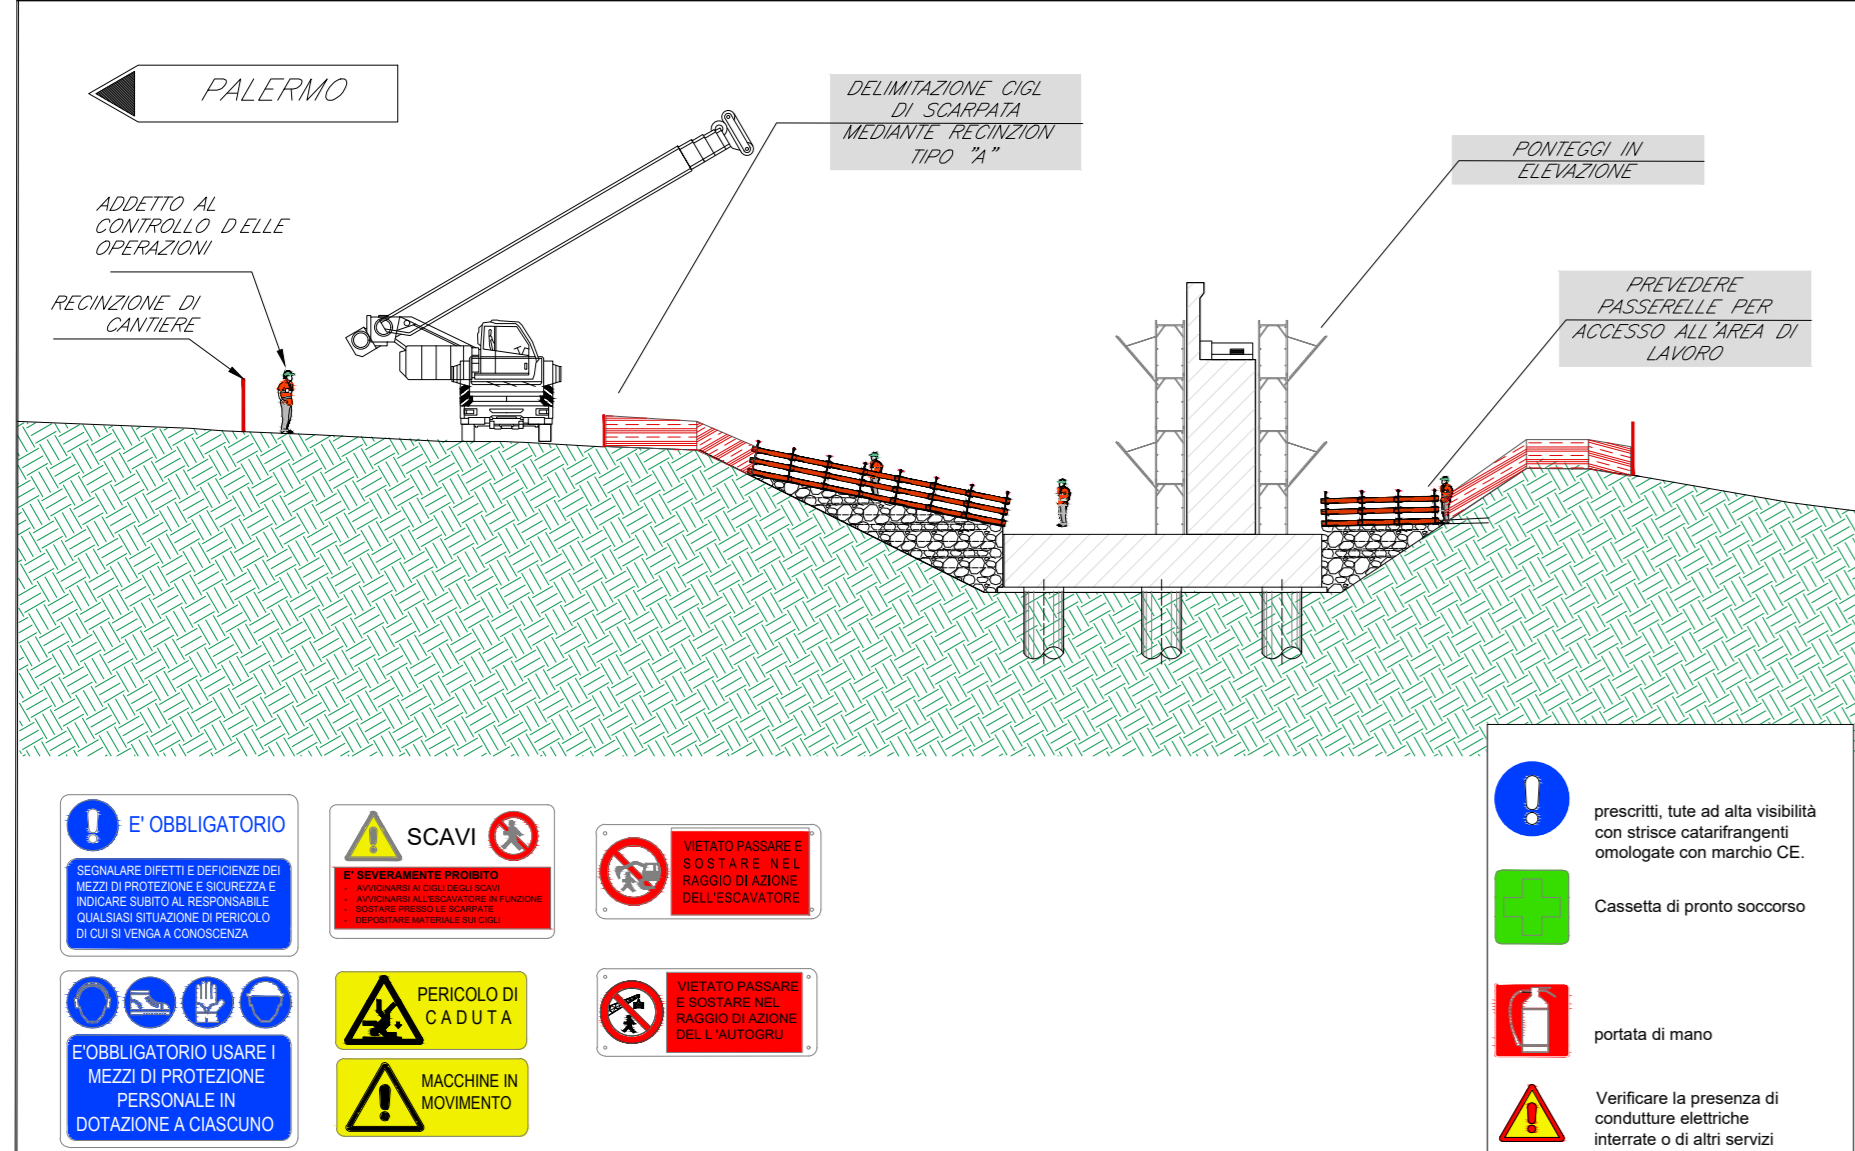 PALERMO
DELIMITAZIONE CIGL
DI SCARPATA
MEDIANTE RECINZION
TIPO "A"
PONTEGGI IN
ELEVAZIONE
ADDETTO AL
CONTROLLO D ELLE
OPERAZIONI
RECINZIONE DI
CANTIERE
PREVEDERE
PASSERELLE PER
ACCESSO ALL'AREA DI
LAVORO
E' OBBLIGATORIO
SEGNALARE DIFETTI E DEFICIENZE DEI
MEZZI DI PROTEZIONE E SICUREZZA E
INDICARE SUBITO AL RESPONSABILE
QUALSIASI SITUAZIONE DI PERICOLO
DI CUI SI VENGA A CONOSCENZA
SCAVI
E' SEVERAMENTE PROIBITO
- AVVICINARSI AI CIGLI DEGLI SCAVI
- AVVICINARSI ALL'ESCAVATORE IN FUNZIONE
- SOSTARE PRESSO LE SCARPATE
- DEPOSITARE MATERIALE SUI CIGLI
VIETATO PASSARE E
SOSTARE NEL
RAGGIO DI AZIONE
DELL'ESCAVATORE
E'OBBLIGATORIO USARE I
MEZZI DI PROTEZIONE
PERSONALE IN
DOTAZIONE A CIASCUNO
PERICOLO DI
CADUTA
MACCHINE IN
MOVIMENTO
VIETATO PASSARE
E SOSTARE NEL
RAGGIO DI AZIONE
DEL L 'AUTOGRU
prescritti, tute ad alta visibilità
con strisce catarifrangenti
omologate con marchio CE.
Cassetta di pronto soccorso
portata di mano
Verificare la presenza di
condutture elettriche
interrate o di altri servizi